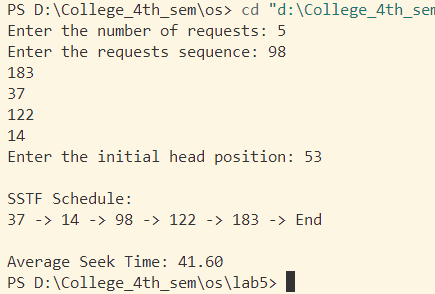 PS D:\College_4th_sem\os> cd "d:\College_4th_sem
Enter the number of requests: 5
Enter the requests sequence: 98
183
37
122
14
Enter the initial head position: 53
SSTF Schedule:
37 -> 14 -> 98 -> 122 -> 183 -> End
Average Seek Time: 41.60
PS D:\College_4th_sem\os\lab5>